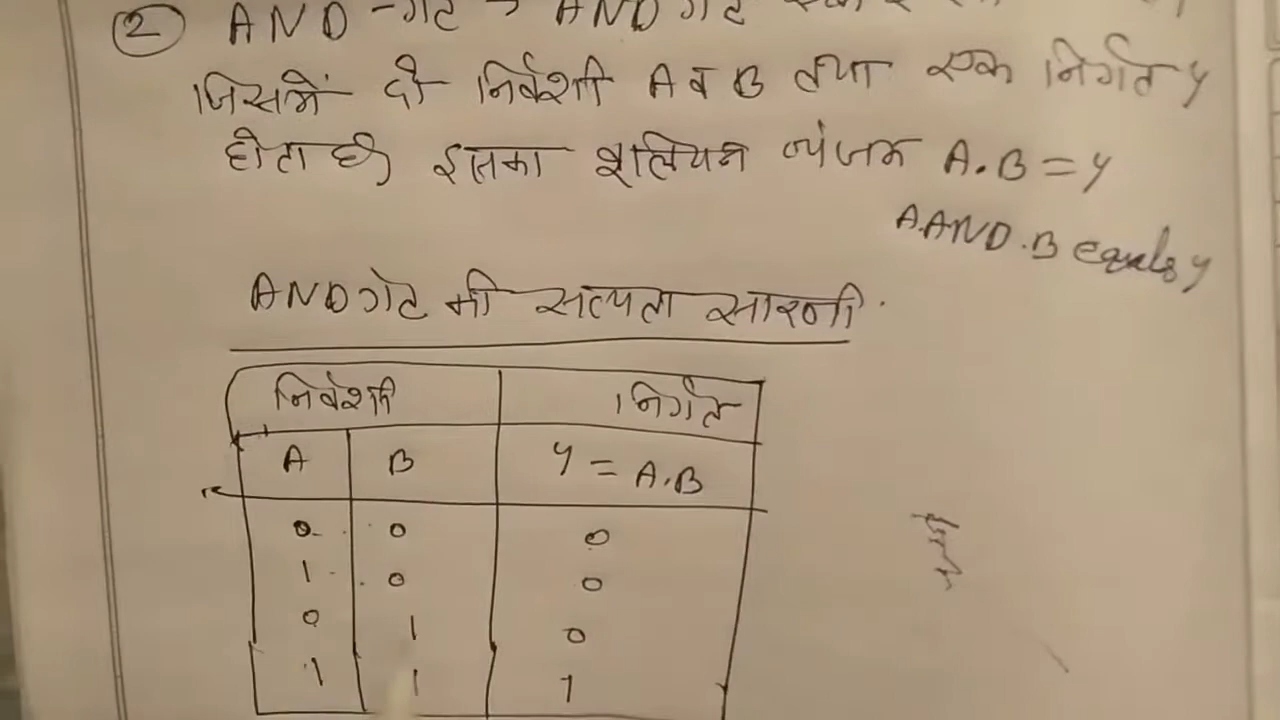 ② AND-गेट → AND गेट
जिसमें दो निवेशी A व B तथा एक निर्गत y
होता है, इसका बूलियन व्यंजक A.B=y
A.AND.B equals y
AND गेट की सत्यता सारणी.
निवेशी निर्गत
A B y = A.B
0 0 0
1 0 0
0 1 0
1 1 1